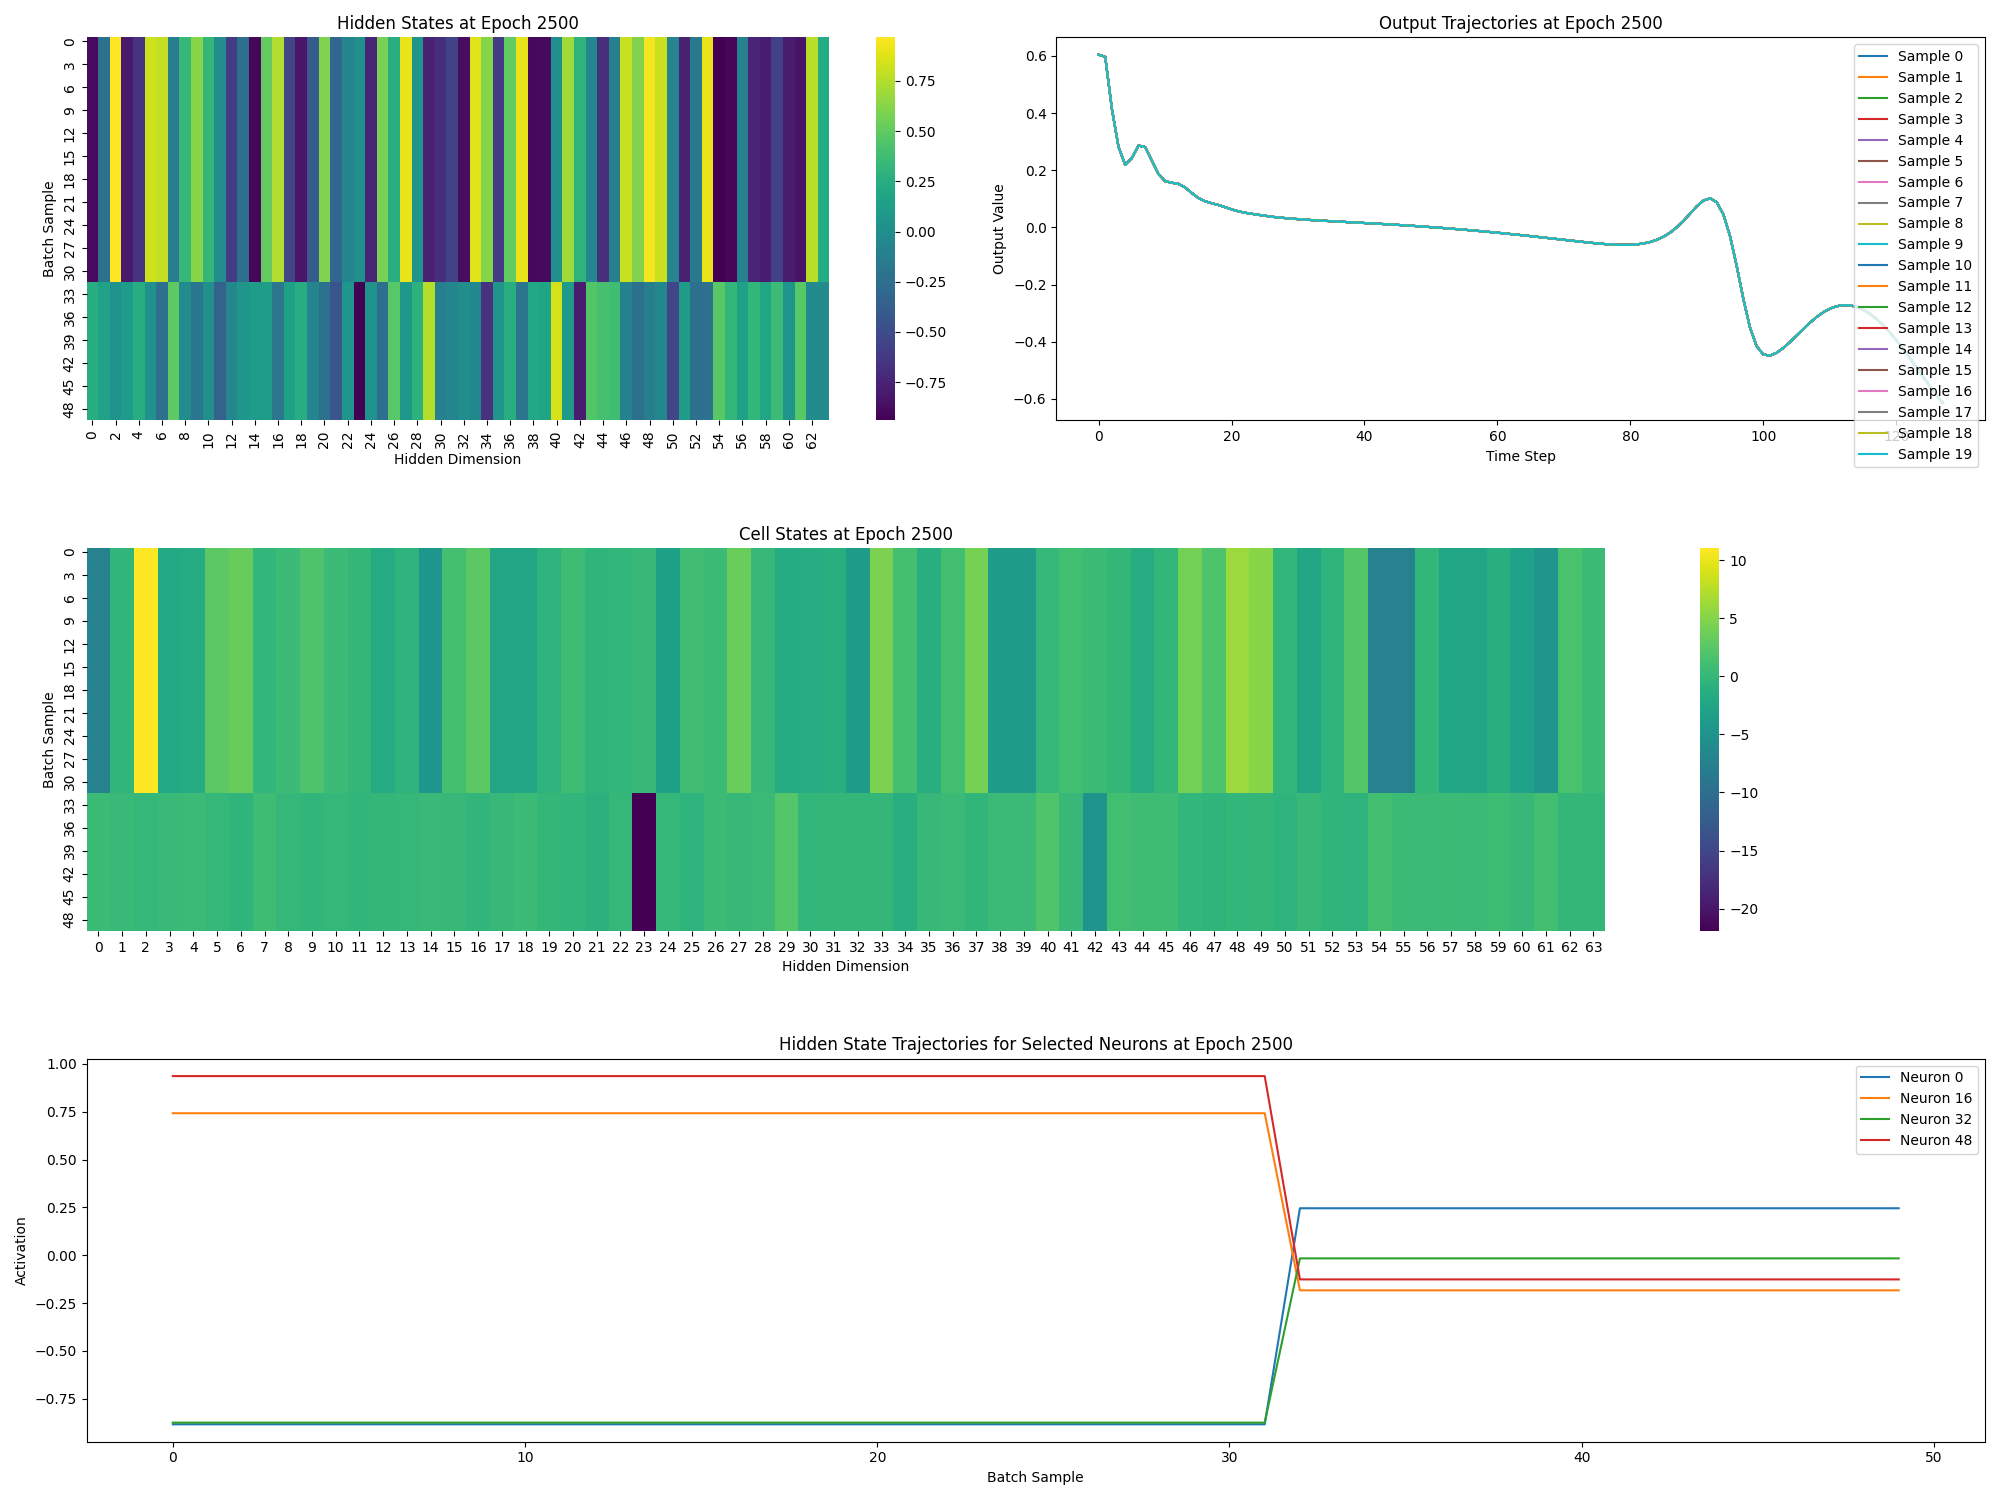 Hidden States at Epoch 2500
0
3
6
9
12
15
18
21
24
27
30
33
36
39
42
45
48
Batch Sample
0 2 4 6 8 10 12 14 16 18 20 22 24 26 28 30 32 34 36 38 40 42 44 46 48 50 52 54 56 58 60 62
Hidden Dimension
0.75
0.50
0.25
0.00
−0.25
−0.50
−0.75
Output Trajectories at Epoch 2500
0.6
0.4
0.2
0.0
−0.2
−0.4
−0.6
Output Value
0 20 40 60 80 100 120
Time Step
Sample 0
Sample 1
Sample 2
Sample 3
Sample 4
Sample 5
Sample 6
Sample 7
Sample 8
Sample 9
Sample 10
Sample 11
Sample 12
Sample 13
Sample 14
Sample 15
Sample 16
Sample 17
Sample 18
Sample 19
Cell States at Epoch 2500
0
3
6
9
12
15
18
21
24
27
30
33
36
39
42
45
48
Batch Sample
0 1 2 3 4 5 6 7 8 9 10 11 12 13 14 15 16 17 18 19 20 21 22 23 24 25 26 27 28 29 30 31 32 33 34 35 36 37 38 39 40 41 42 43 44 45 46 47 48 49 50 51 52 53 54 55 56 57 58 59 60 61 62 63
Hidden Dimension
10
5
0
−5
−10
−15
−20
Hidden State Trajectories for Selected Neurons at Epoch 2500
1.00
0.75
0.50
0.25
0.00
−0.25
−0.50
−0.75
Activation
0 10 20 30 40 50
Batch Sample
Neuron 0
Neuron 16
Neuron 32
Neuron 48